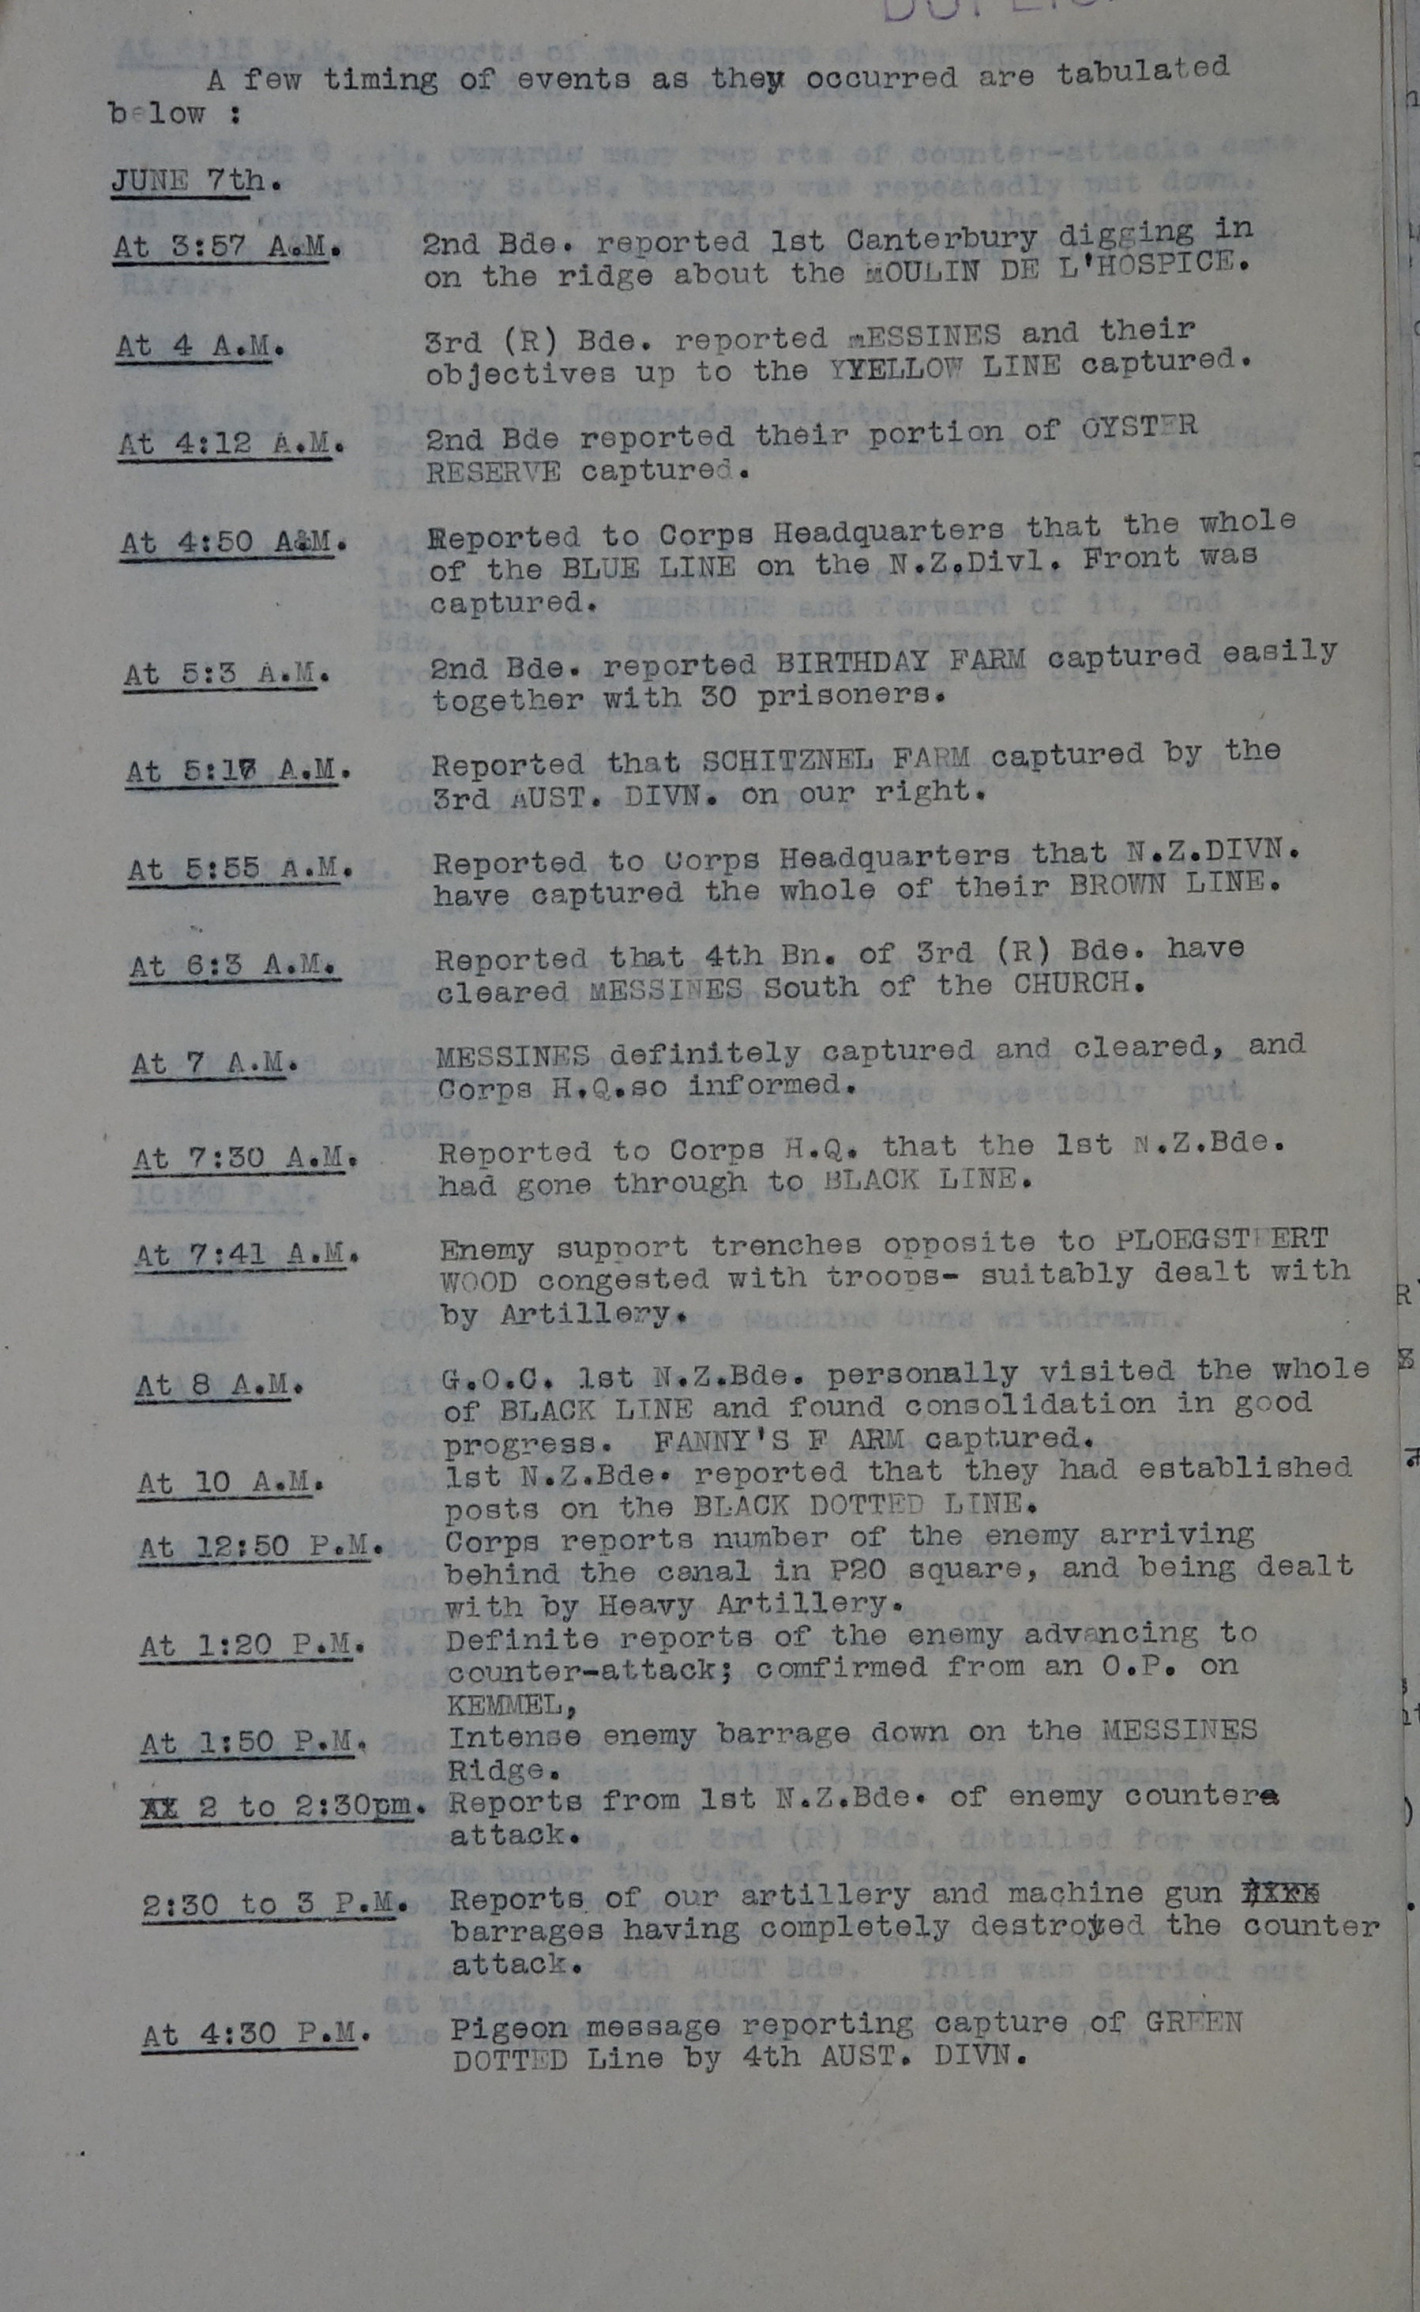 A few timing of events as they occurred are tabulated
below :
JUNE 7th.
At 3:57 A.M. 2nd Bde. reported 1st Canterbury digging in
on the ridge about the MOULIN DE L'HOSPICE.
At 4 A.M. 3rd (R) Bde. reported MESSINES and their
objectives up to the YYELLOW LINE captured.
At 4:12 A.M. 2nd Bde reported their portion of OYSTER
RESERVE captured.
At 4:50 A&M. Reported to Corps Headquarters that the whole
of the BLUE LINE on the N.Z.Divl. Front was
captured.
At 5:3 A.M. 2nd Bde. reported BIRTHDAY FARM captured easily
together with 30 prisoners.
At A.M. Reported that SCHITZNEL FARM captured by the
3rd AUST. DIVN. on our right.
At 5:55 A.M. Reported to Corps Headquarters that N.Z.DIVN.
have captured the whole of their BROWN LINE.
At 6:3 A.M. Reported that 4th Bn. of 3rd (R) Bde. have
cleared MESSINES South of the CHURCH.
At 7 A.M. MESSINES definitely captured and cleared, and
Corps H.Q.so informed.
At 7:30 A.M. Reported to Corps H.Q. that the 1st N.Z.Bde.
had gone through to BLACK LINE.
At 7:41 A.M. Enemy support trenches opposite to PLOEGSTEERT
WOOD congested with troops- suitably dealt with
by Artillery.
At 8 A.M. G.O.C. 1st N.Z.Bde. personally visited the whole
of BLACK LINE and found consolidation in good
progress. FANNY'S F ARM captured.
At 10 A.M. 1st N.Z.Bde. reported that they had established
posts on the BLACK DOTTED LINE.
At 12:50 P.M. Corps reports number of the enemy arriving
behind the canal in P20 square, and being dealt
with by Heavy Artillery.
At 1:20 P.M. Definite reports of the enemy advancing to
counter-attack; comfirmed from an O.P. on
KEMMEL,
At 1:50 P.M. Intense enemy barrage down on the MESSINES
Ridge.
2 to 2:30pm. Reports from 1st N.Z.Bde. of enemy counter
attack.
2:30 to 3 P.M. Reports of our artillery and machine gun
barrages having completely destroyed the counter
attack.
At 4:30 P.M. Pigeon message reporting capture of GREEN
DOTTED Line by 4th AUST. DIVN.